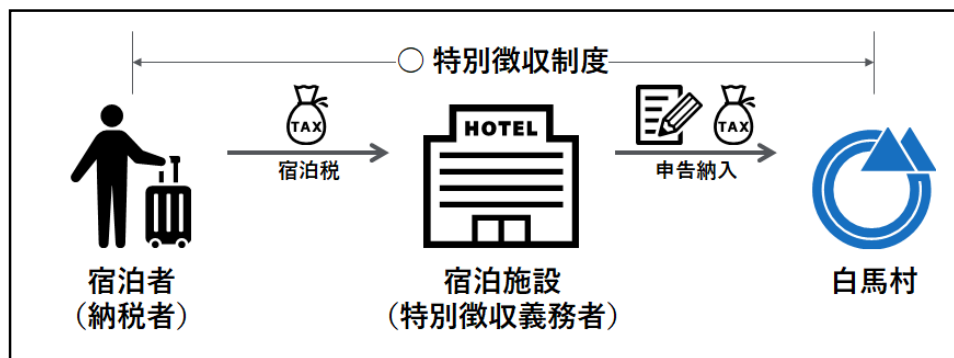 ○ 特別徴収制度
TAX
宿泊税
HOTEL
TAX
申告納入
宿泊者
（納税者）
宿泊施設
（特別徴収義務者）
白馬村